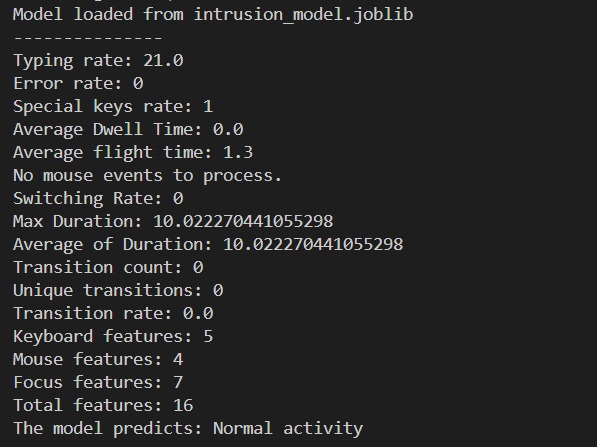 Model loaded from intrusion_model.joblib
---------------
Typing rate: 21.0
Error rate: 0
Special keys rate: 1
Average Dwell Time: 0.0
Average flight time: 1.3
No mouse events to process.
Switching Rate: 0
Max Duration: 10.022270441055298
Average of Duration: 10.022270441055298
Transition count: 0
Unique transitions: 0
Transition rate: 0.0
Keyboard features: 5
Mouse features: 4
Focus features: 7
Total features: 16
The model predicts: Normal activity